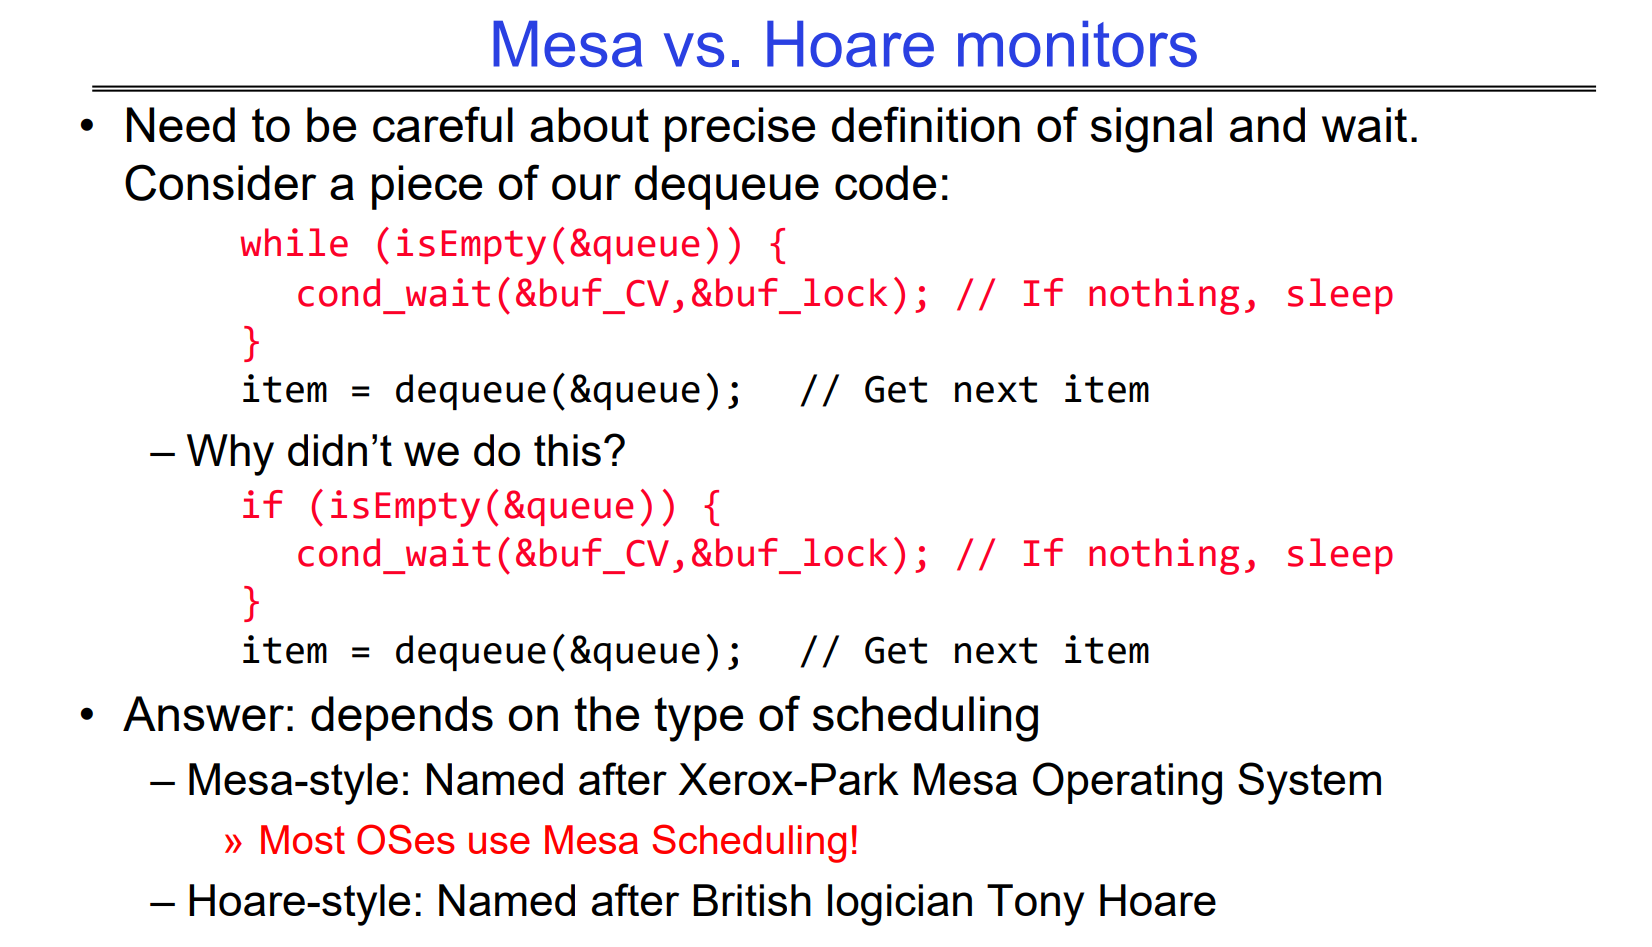 Mesa vs. Hoare monitors
• Need to be careful about precise definition of signal and wait.
Consider a piece of our dequeue code:
while (isEmpty(&queue)) {
cond_wait(&buf_CV,&buf_lock); // If nothing, sleep
}
item = dequeue(&queue); // Get next item
– Why didn’t we do this?
if (isEmpty(&queue)) {
cond_wait(&buf_CV,&buf_lock); // If nothing, sleep
}
item = dequeue(&queue); // Get next item
• Answer: depends on the type of scheduling
– Mesa-style: Named after Xerox-Park Mesa Operating System
» Most OSes use Mesa Scheduling!
– Hoare-style: Named after British logician Tony Hoare